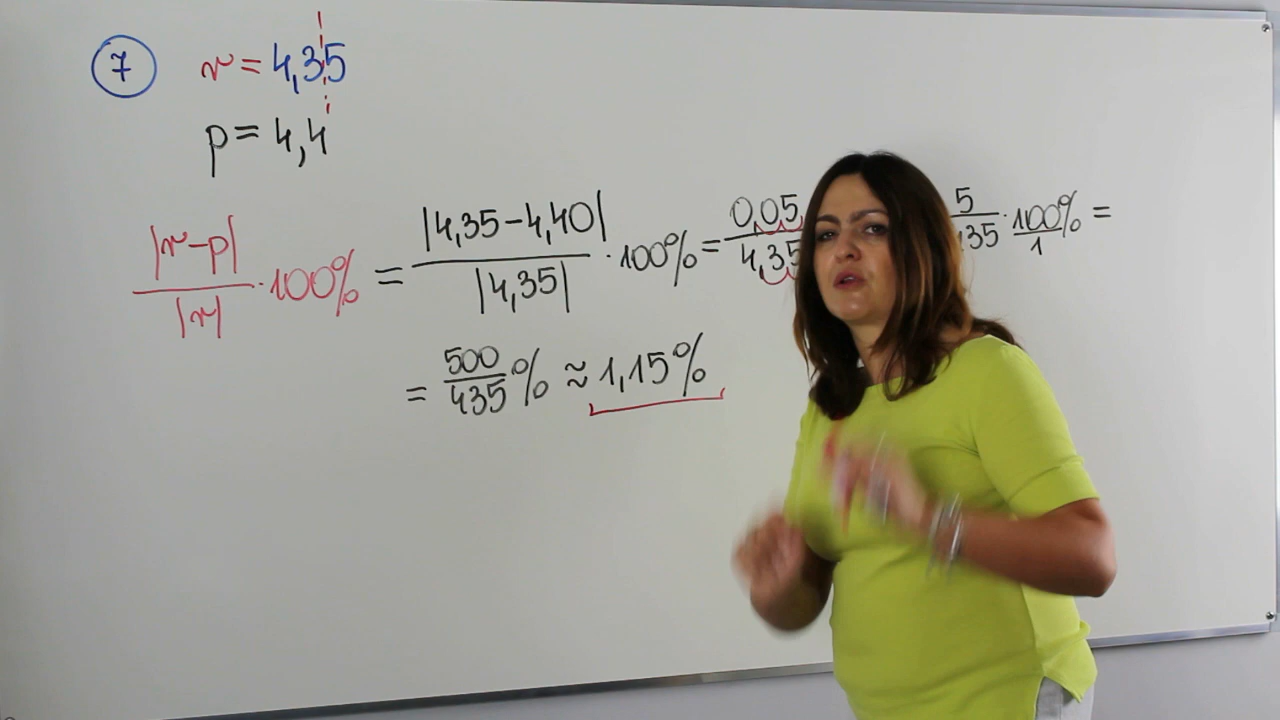 7 r = 4,35
p = 4,4
|r-p| / |r| · 100% = |4,35-4,40| / |4,35| · 100% = 0,05 / 4,35 5 / 35 · 100% / 1 =
= 500/435 % ≈ 1,15%